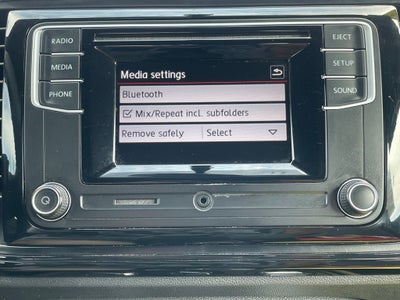 RADIO
MEDIA
PHONE
EJECT
SETUP
SOUND
Media settings
Bluetooth
Mix/Repeat incl. subfolders
Remove safely Select